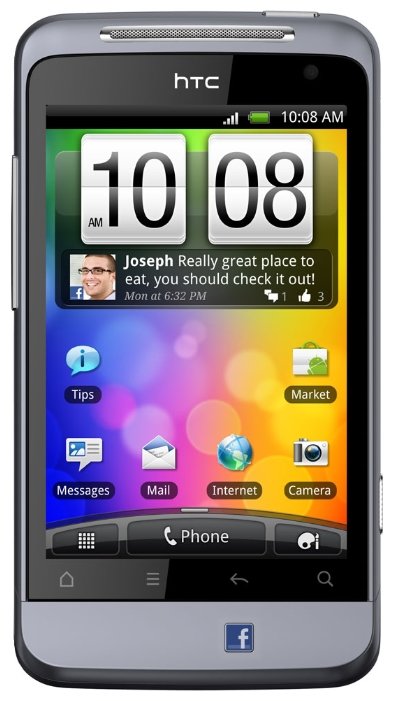 hTC
10:08 AM
AM 10 08
Joseph Really great place to
eat, you should check it out!
Mon at 6:32 PM 1 3
f
Tips Market
Messages Mail Internet Camera
Phone
f